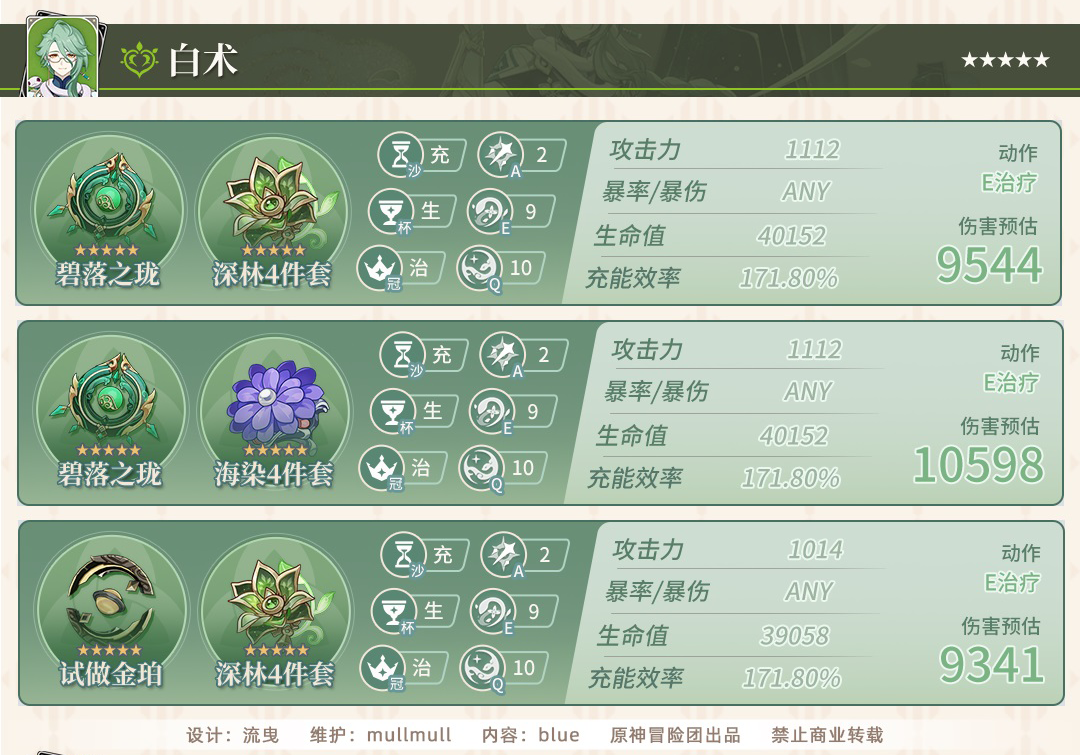 白术 ★★★★★
充 沙 2 A
生 杯 9 E
治 冠 10 Q
碧落之珑 深林4件套
攻击力 1112
暴率/暴伤 ANY
生命值 40152
充能效率 171.80%
动作
E治疗
伤害预估
9544
充 沙 2 A
生 杯 9 E
治 冠 10 Q
碧落之珑 海染4件套
攻击力 1112
暴率/暴伤 ANY
生命值 40152
充能效率 171.80%
动作
E治疗
伤害预估
10598
充 沙 2 A
生 杯 9 E
治 冠 10 Q
试做金珀 深林4件套
攻击力 1014
暴率/暴伤 ANY
生命值 39058
充能效率 171.80%
动作
E治疗
伤害预估
9341
设计：流曳 维护：mullmull 内容：blue 原神冒险团出品 禁止商业转载